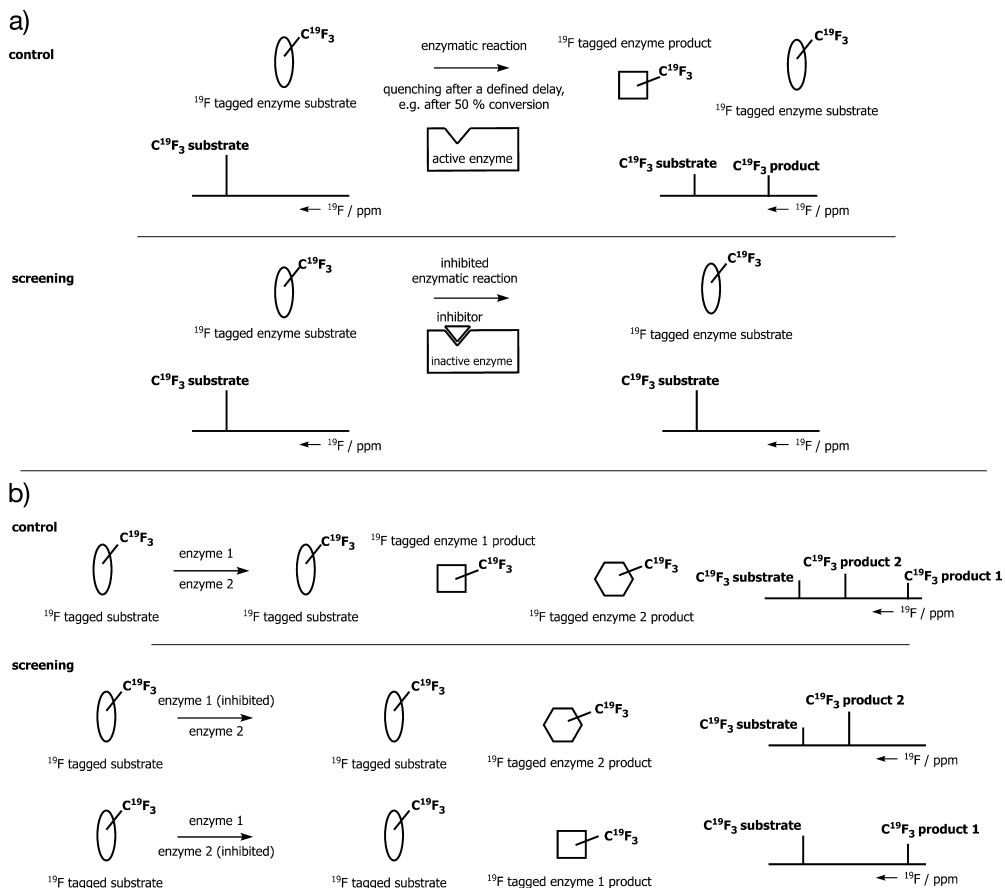 a)
control
C¹⁹F₃
¹⁹F tagged enzyme substrate
enzymatic reaction
quenching after a defined delay,
e.g. after 50 % conversion
active enzyme
¹⁹F tagged enzyme product
C¹⁹F₃
C¹⁹F₃
¹⁹F tagged enzyme substrate
C¹⁹F₃ substrate
¹⁹F / ppm
C¹⁹F₃ substrate
C¹⁹F₃ product
¹⁹F / ppm
screening
C¹⁹F₃
¹⁹F tagged enzyme substrate
inhibited
enzymatic reaction
inhibitor
inactive enzyme
C¹⁹F₃
¹⁹F tagged enzyme substrate
C¹⁹F₃ substrate
¹⁹F / ppm
C¹⁹F₃ substrate
¹⁹F / ppm
b)
control
C¹⁹F₃
¹⁹F tagged substrate
enzyme 1
enzyme 2
C¹⁹F₃
¹⁹F tagged substrate
¹⁹F tagged enzyme 1 product
C¹⁹F₃
C¹⁹F₃
¹⁹F tagged enzyme 2 product
C¹⁹F₃ substrate
C¹⁹F₃ product 2
C¹⁹F₃ product 1
¹⁹F / ppm
screening
C¹⁹F₃
¹⁹F tagged substrate
enzyme 1 (inhibited)
enzyme 2
C¹⁹F₃
¹⁹F tagged substrate
C¹⁹F₃
¹⁹F tagged enzyme 2 product
C¹⁹F₃ substrate
C¹⁹F₃ product 2
¹⁹F / ppm
C¹⁹F₃
¹⁹F tagged substrate
enzyme 1
enzyme 2 (inhibited)
C¹⁹F₃
¹⁹F tagged substrate
C¹⁹F₃
¹⁹F tagged enzyme 1 product
C¹⁹F₃ substrate
C¹⁹F₃ product 1
¹⁹F / ppm